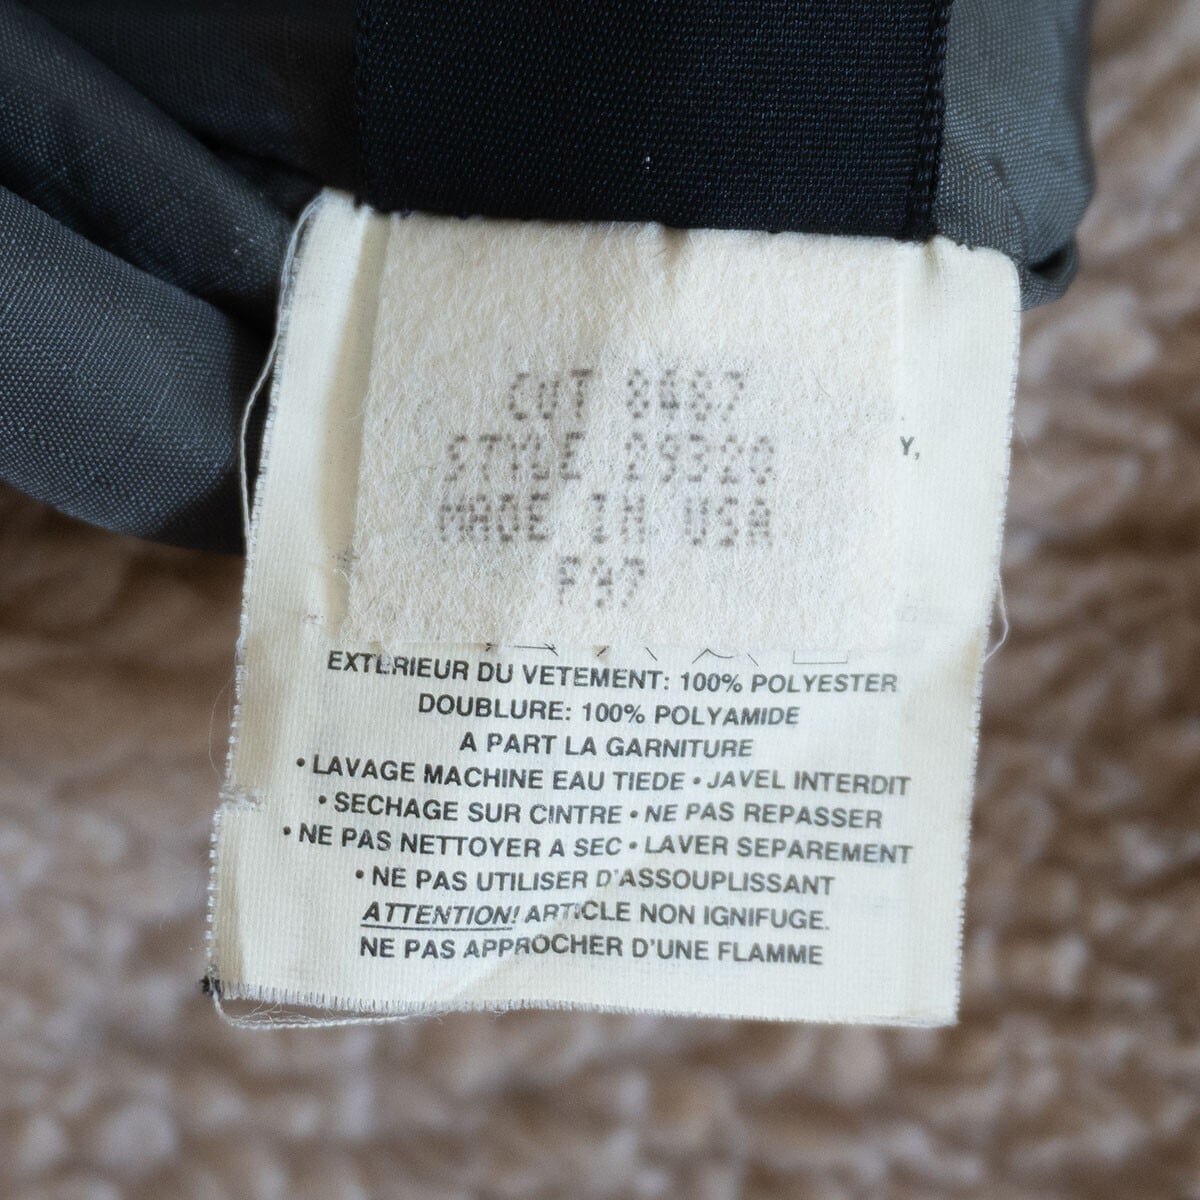 CUT 8487
STYLE 29320
MADE IN USA
F97
Y,
EXTERIEUR DU VETEMENT: 100% POLYESTER
DOUBLURE: 100% POLYAMIDE
A PART LA GARNITURE
• LAVAGE MACHINE EAU TIEDE • JAVEL INTERDIT
• SECHAGE SUR CINTRE • NE PAS REPASSER
• NE PAS NETTOYER A SEC • LAVER SEPAREMENT
• NE PAS UTILISER D'ASSOUPLISSANT
ATTENTION! ARTICLE NON IGNIFUGE.
NE PAS APPROCHER D'UNE FLAMME